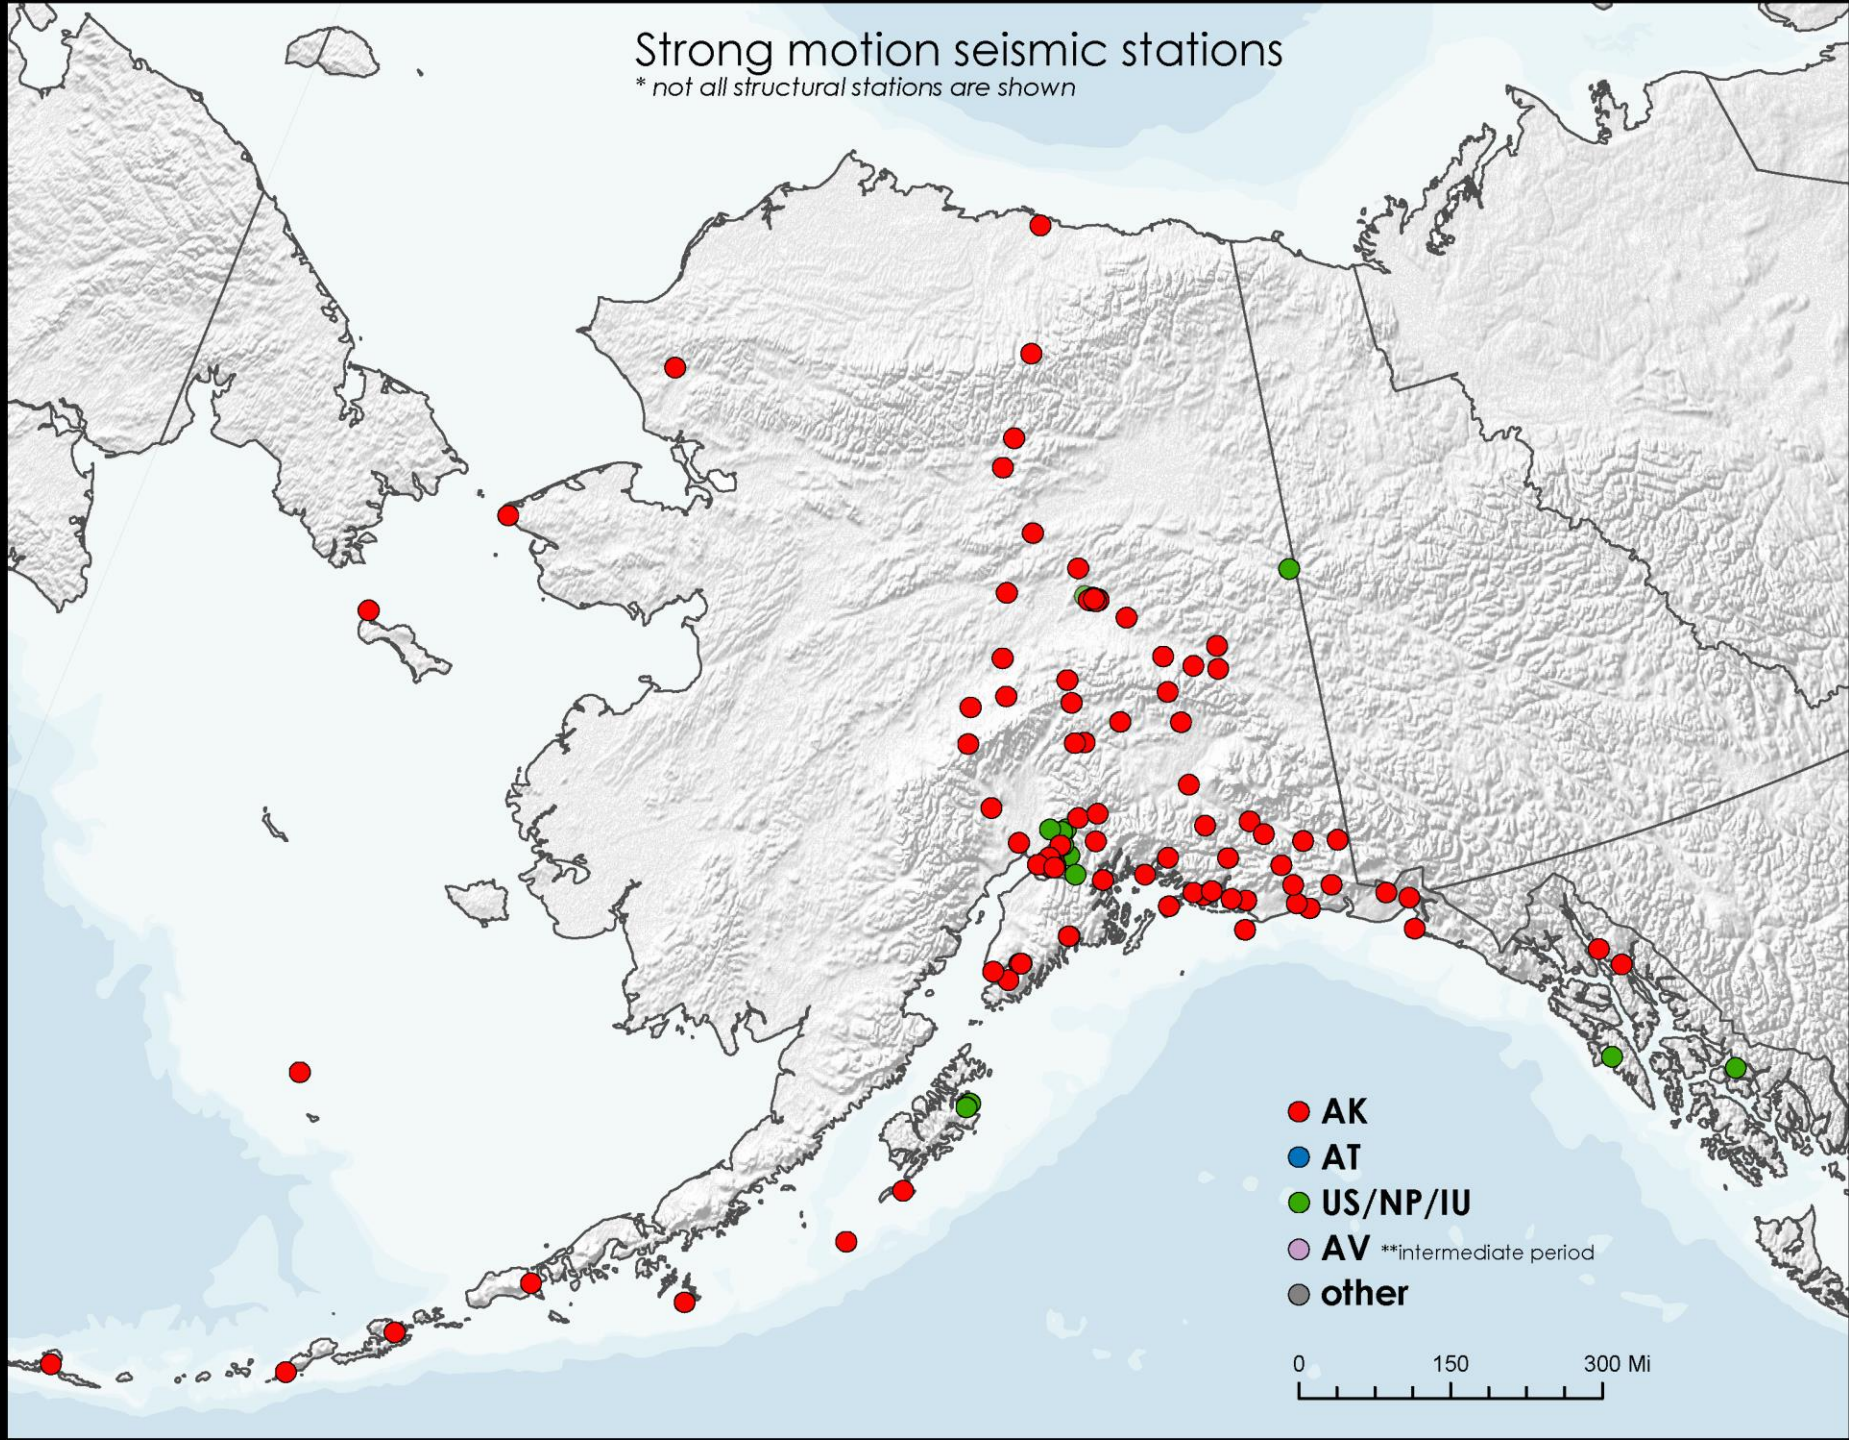 Strong motion seismic stations
* not all structural stations are shown
AK
AT
US/NP/IU
AV **intermediate period
other
0 150 300 Mi